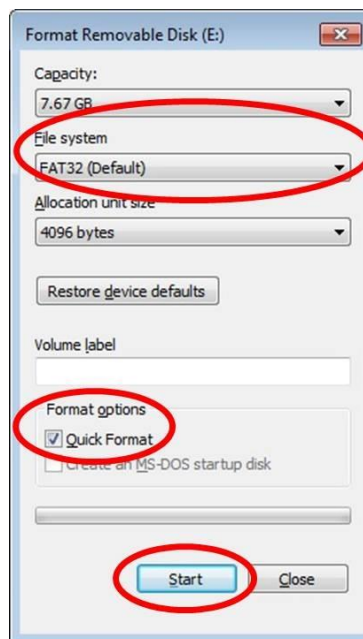 Format Removable Disk (E:)
Capacity:
7.67 GB
File system
FAT32 (Default)
Allocation unit size
4096 bytes
Restore device defaults
Volume label
Format options
Quick Format
Create an MS-DOS startup disk
Start Close